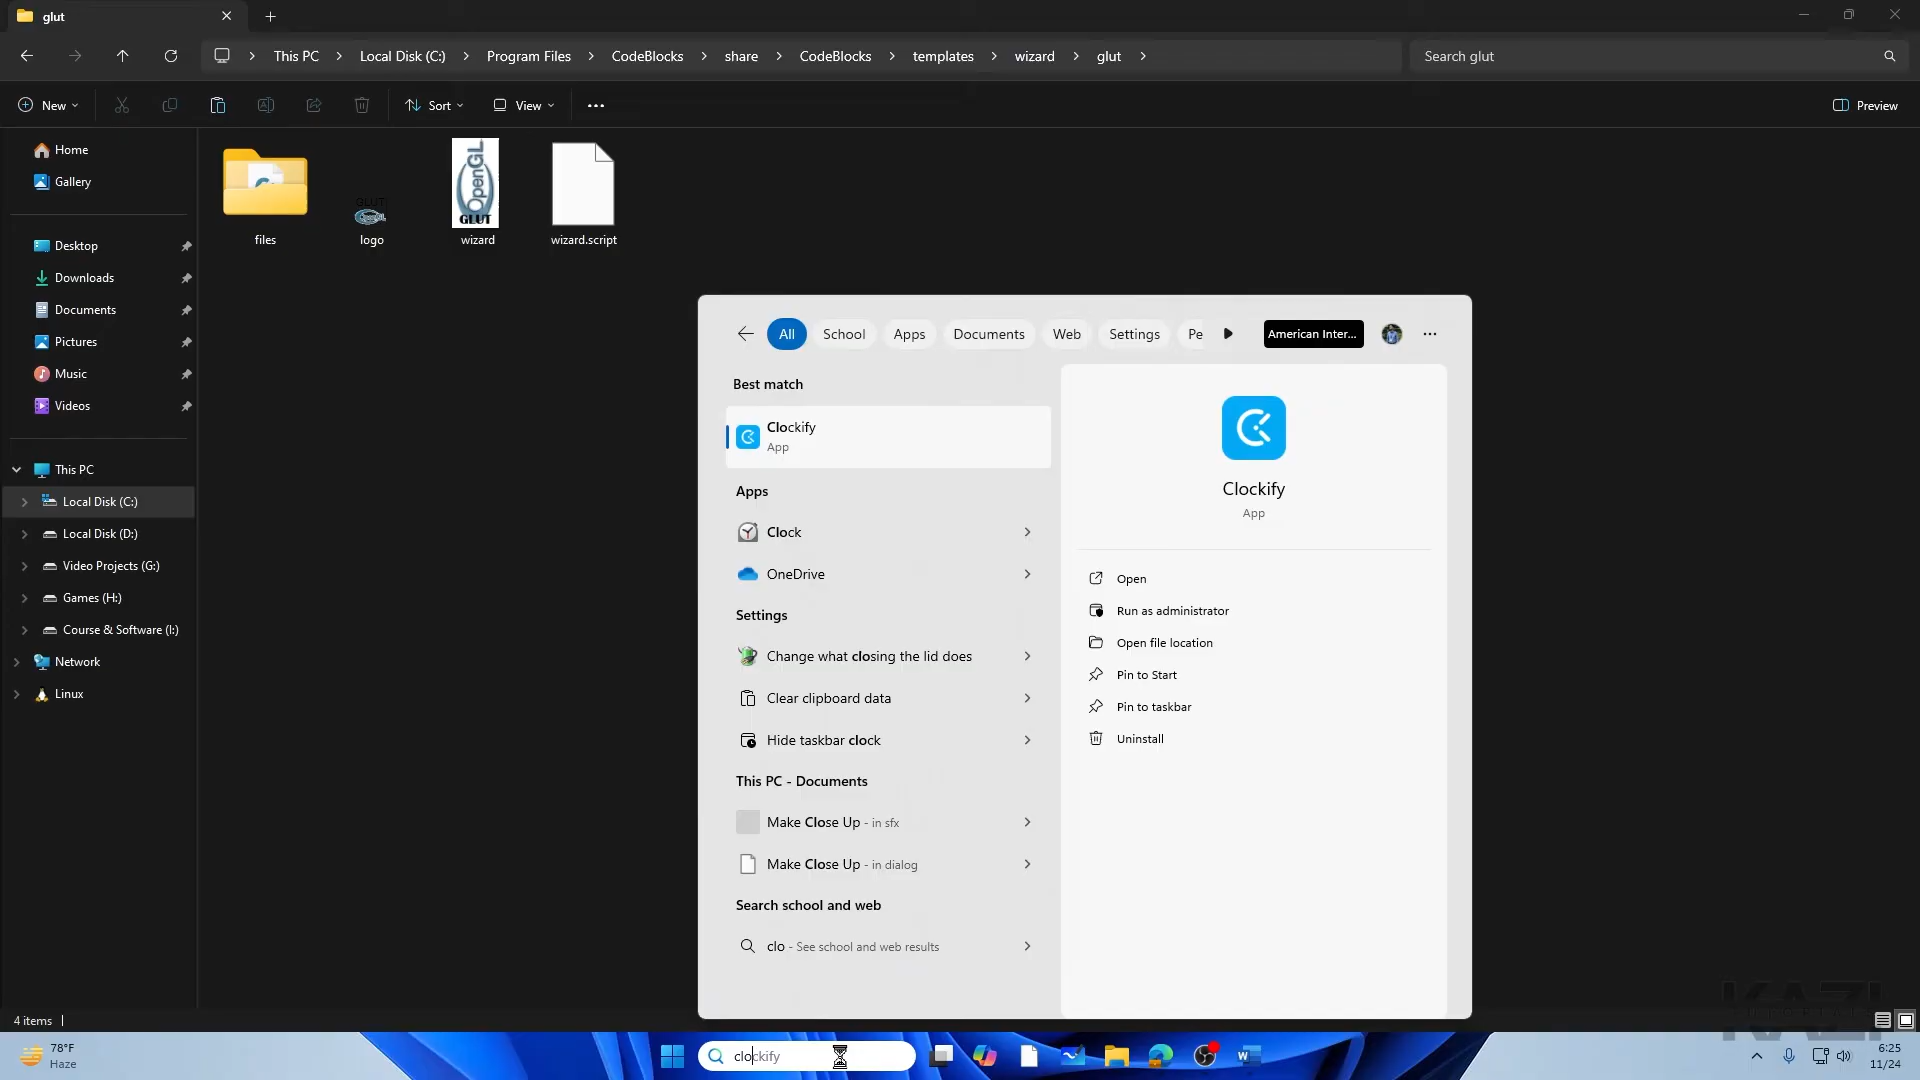 glut
This PC
Local Disk (C:)
Program Files
CodeBlocks
share
CodeBlocks
templates
wizard
glut
Search glut
New
Sort
View
Preview
Home
Gallery
Desktop
Downloads
Documents
Pictures
Music
Videos
This PC
Local Disk (C:)
Local Disk (D:)
Video Projects (G:)
Games (H:)
Course & Software (I:)
Network
Linux
GLUT
OpenGL
GLUT
files
logo
wizard
wizard.script
All
School
Apps
Documents
Web
Settings
Pe
American Inter...
Best match
Clockify
App
Apps
Clock
OneDrive
Settings
Change what closing the lid does
Clear clipboard data
Hide taskbar clock
This PC - Documents
Make Close Up - in sfx
Make Close Up - in dialog
Search school and web
clo - See school and web results
Clockify
App
Open
Run as administrator
Open file location
Pin to Start
Pin to taskbar
Uninstall
4 items
KAZI
78°F
Haze
clockify
6:25
11/24